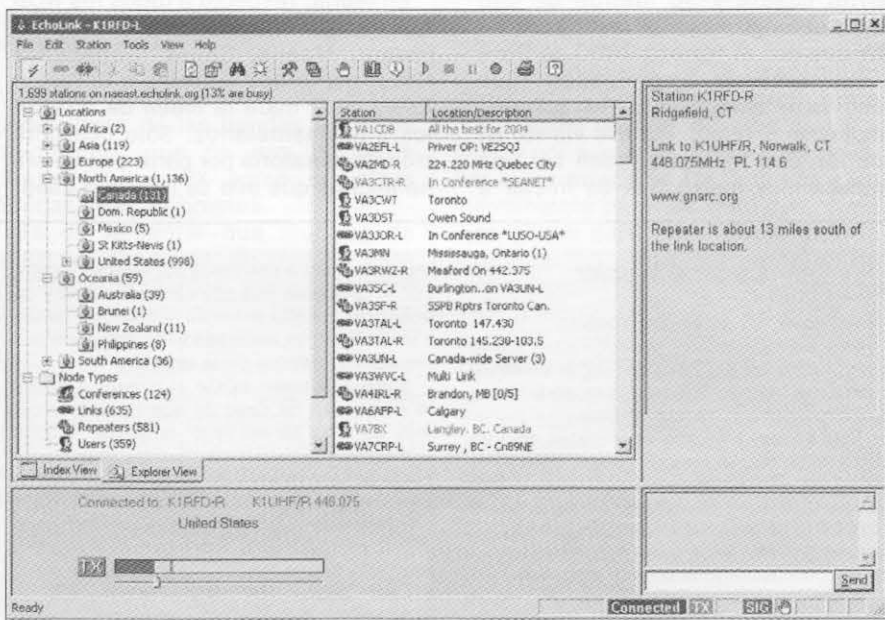 EchoLink - K1RFD-L
File Edit Station Tools View Help
1,699 stations on naeast.echolink.org (13% are busy)
Locations
Africa (2)
Asia (119)
Europe (223)
North America (1,136)
Canada (131)
Dom. Republic (1)
Mexico (5)
St Kitts-Nevis (1)
United States (998)
Oceania (59)
Australia (39)
Brunei (1)
New Zealand (11)
Philippines (8)
South America (36)
Node Types
Conferences (124)
Links (635)
Repeaters (581)
Users (359)
Index View Explorer View
Station Location/Description
VA1CDB All the best for 2004
VA2EFL-L Priver OP: VE2SQJ
VA2MD-R 224.220 MHz Quebec City
VA3CTR-R In Conference *SEANET*
VA3CWT Toronto
VA3DST Owen Sound
VA3JOR-L In Conference *LUSO-USA*
VA3MN Mississauga, Ontario (1)
VA3RWZ-R Meaford On 442.375
VA3SC-L Burlington..on VA3UN-L
VA3SF-R SSPB Rptrs Toronto Can.
VA3TAL-L Toronto 147.430
VA3TAL-R Toronto 145.230-103.5
VA3UN-L Canada-wide Server (3)
VA3WVC-L Multi Link
VA4IRL-R Brandon, MB [0/5]
VA6AFP-L Calgary
VA7BX Langley. BC. Canada
VA7CRP-L Surrey , BC - Cn89NE
Station K1RFD-R
Ridgefield, CT
Link to K1UHF/R, Norwalk, CT
448.075MHz PL 114.6
www.gnarc.org
Repeater is about 13 miles south of
the link location.
Connected to: K1RFD-R K1UHF/R 448.075
United States
TX
Send
Ready
Connected TX SIG